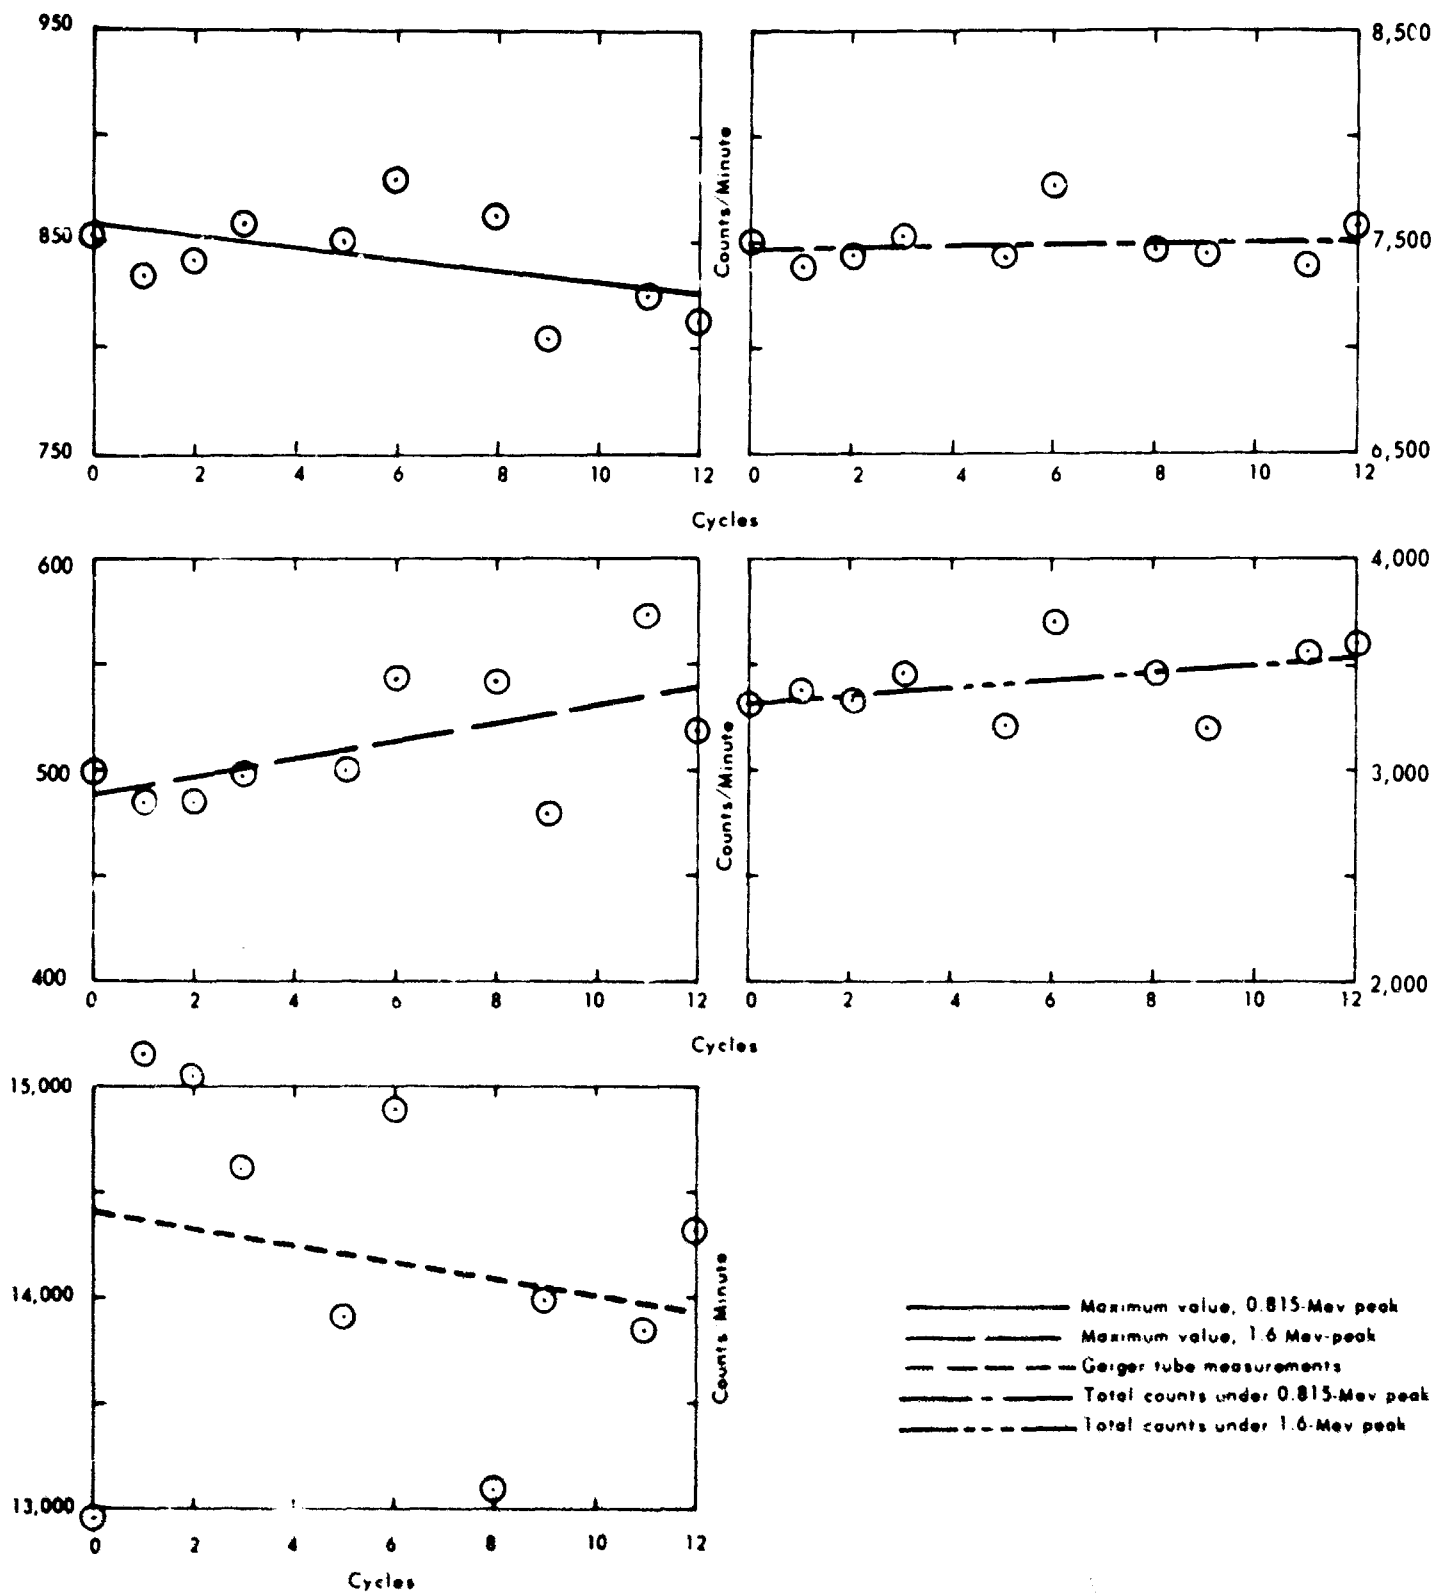 950
8,500
850
Counts/Minute
7,500
750
6,500
0 2 4 6 8 10 12
0 2 4 6 8 10 12
Cycles
600
4,000
500
Counts/Minute
3,000
400
2,000
0 2 4 6 8 10 12
0 2 4 6 8 10 12
Cycles
15,000
14,000
Counts Minute
13,000
0 2 4 6 8 10 12
Cycles
Maximum value, 0.815-Mev peak
Maximum value, 1.6 Mev-peak
Geiger tube measurements
Total counts under 0.815-Mev peak
Total counts under 1.6-Mev peak